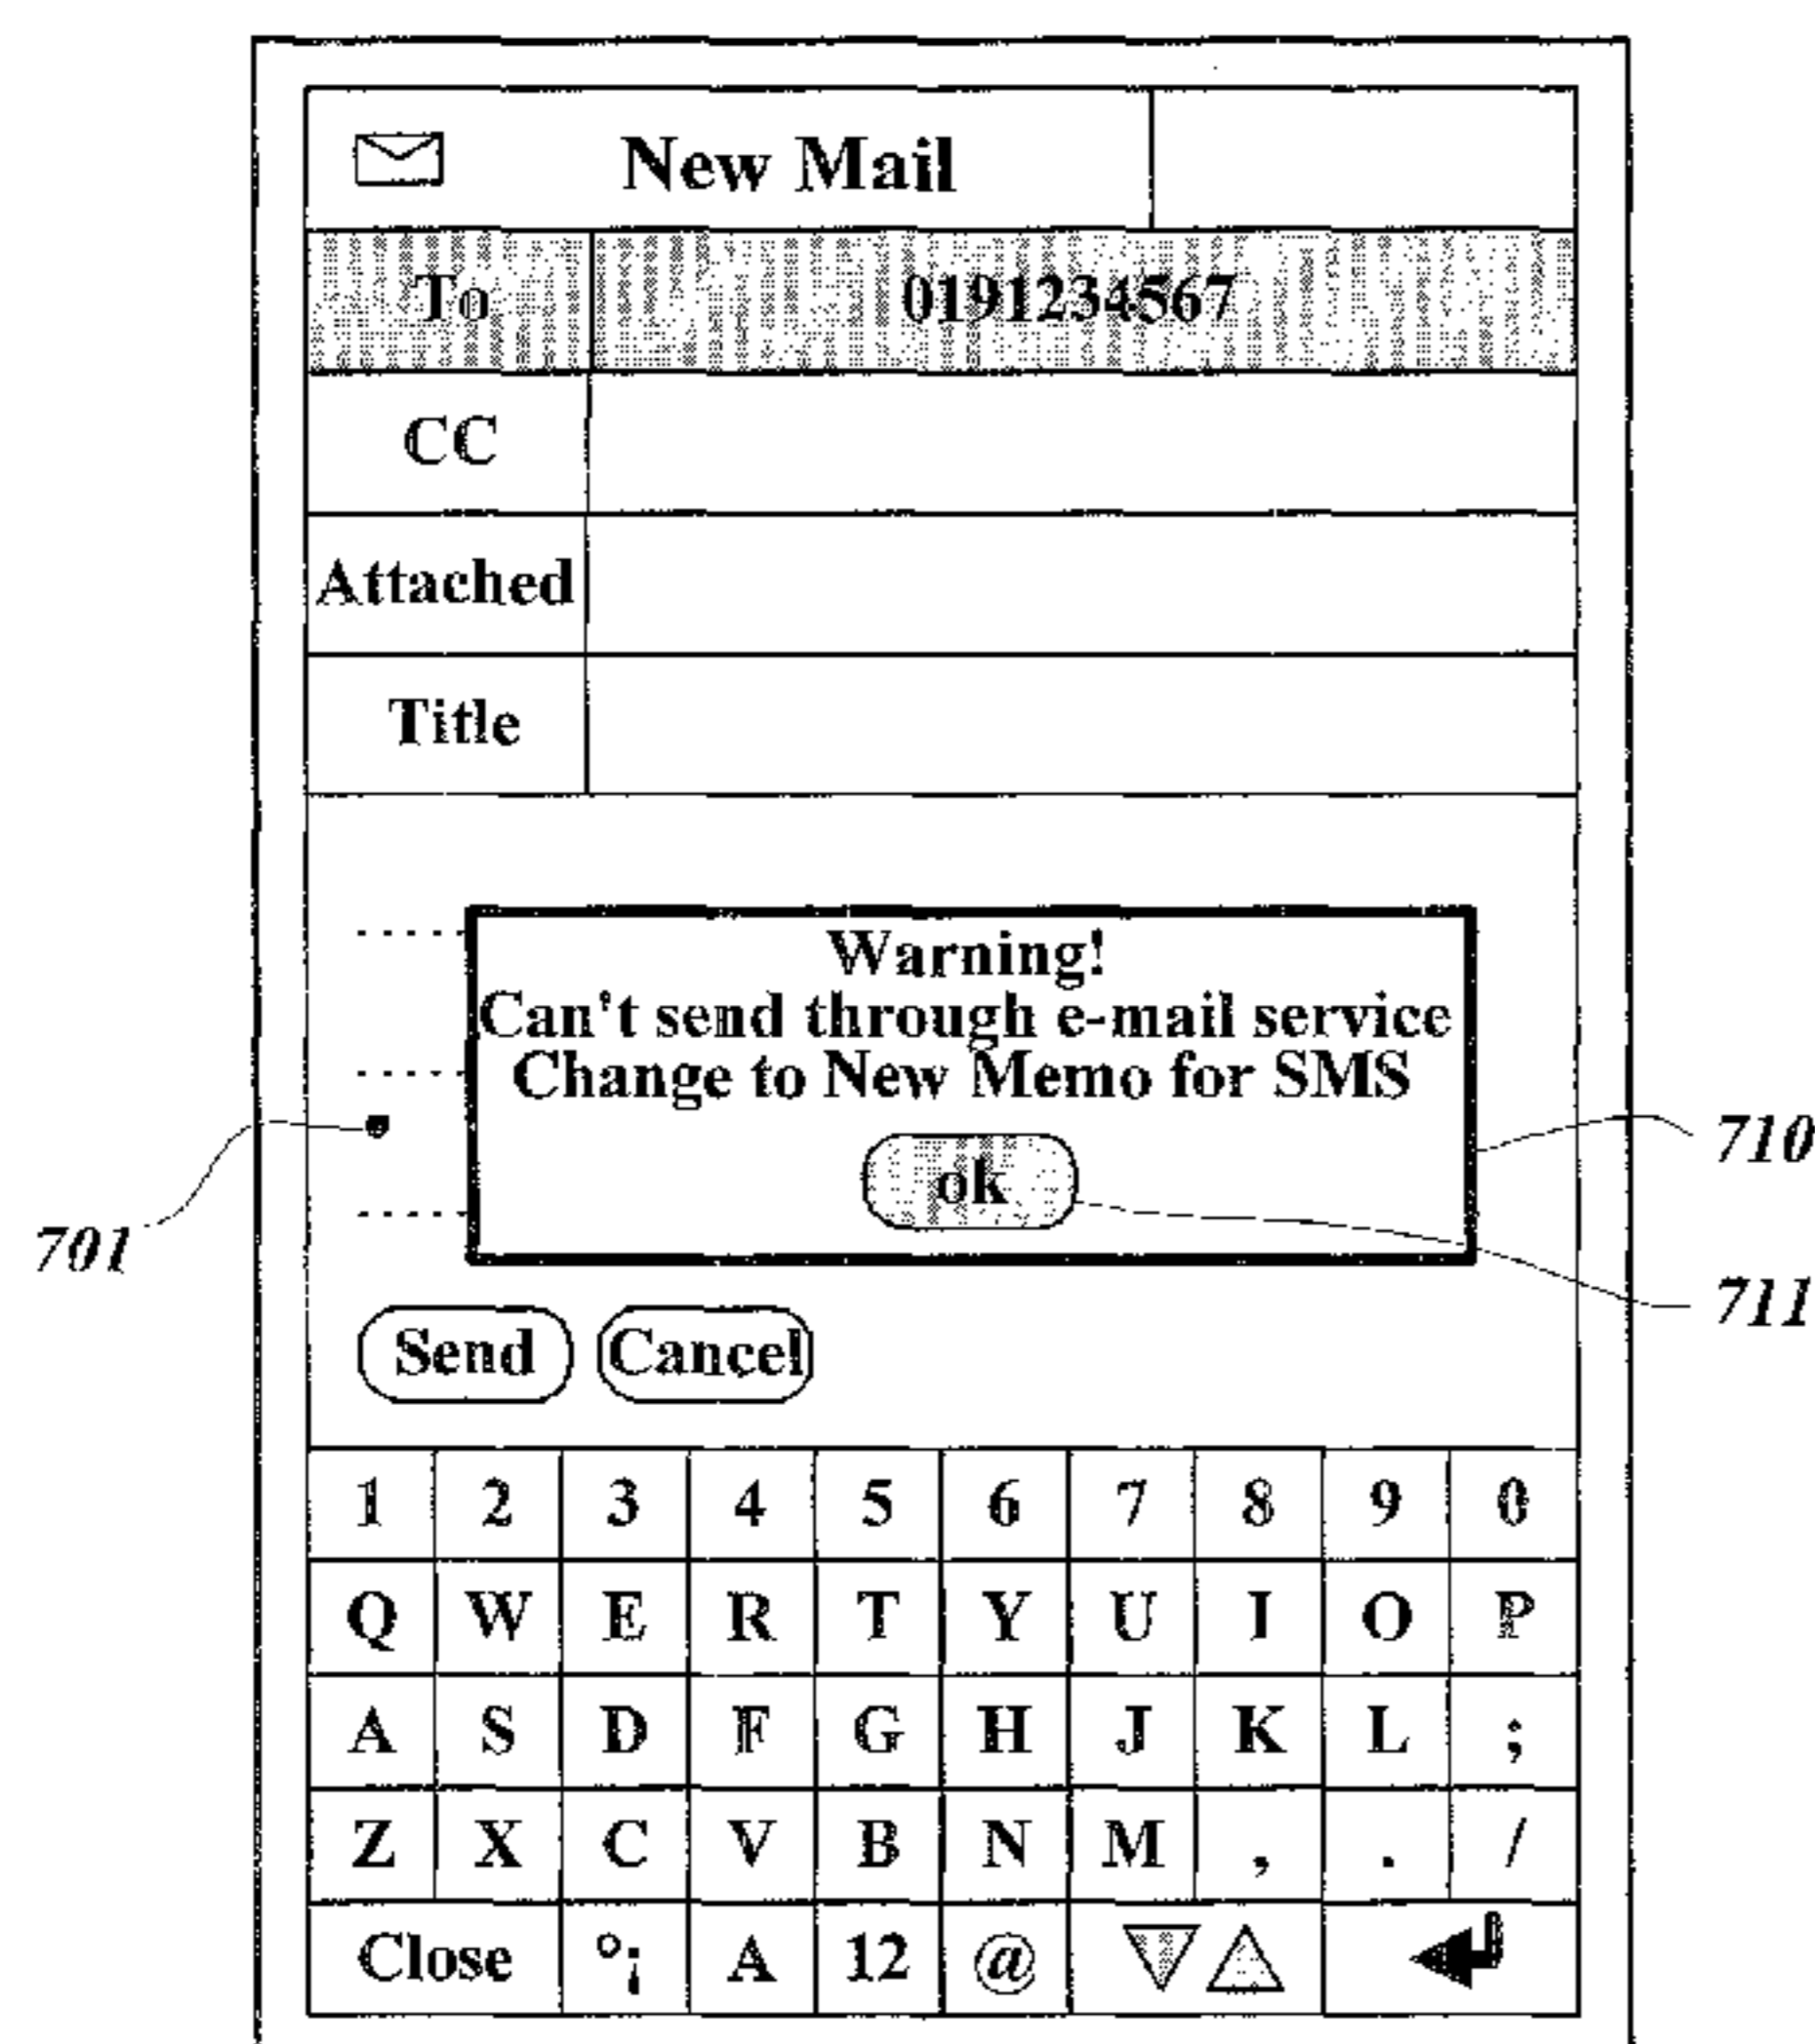 New Mail
To 0191234567
CC
Attached
Title
Warning!
Can't send through e-mail service
Change to New Memo for SMS
710
701
ok
711
Send Cancel
1 2 3 4 5 6 7 8 9 0
Q W E R T Y U I O P
A S D F G H J K L ;
Z X C V B N M , . /
Close °¡ A 12 @